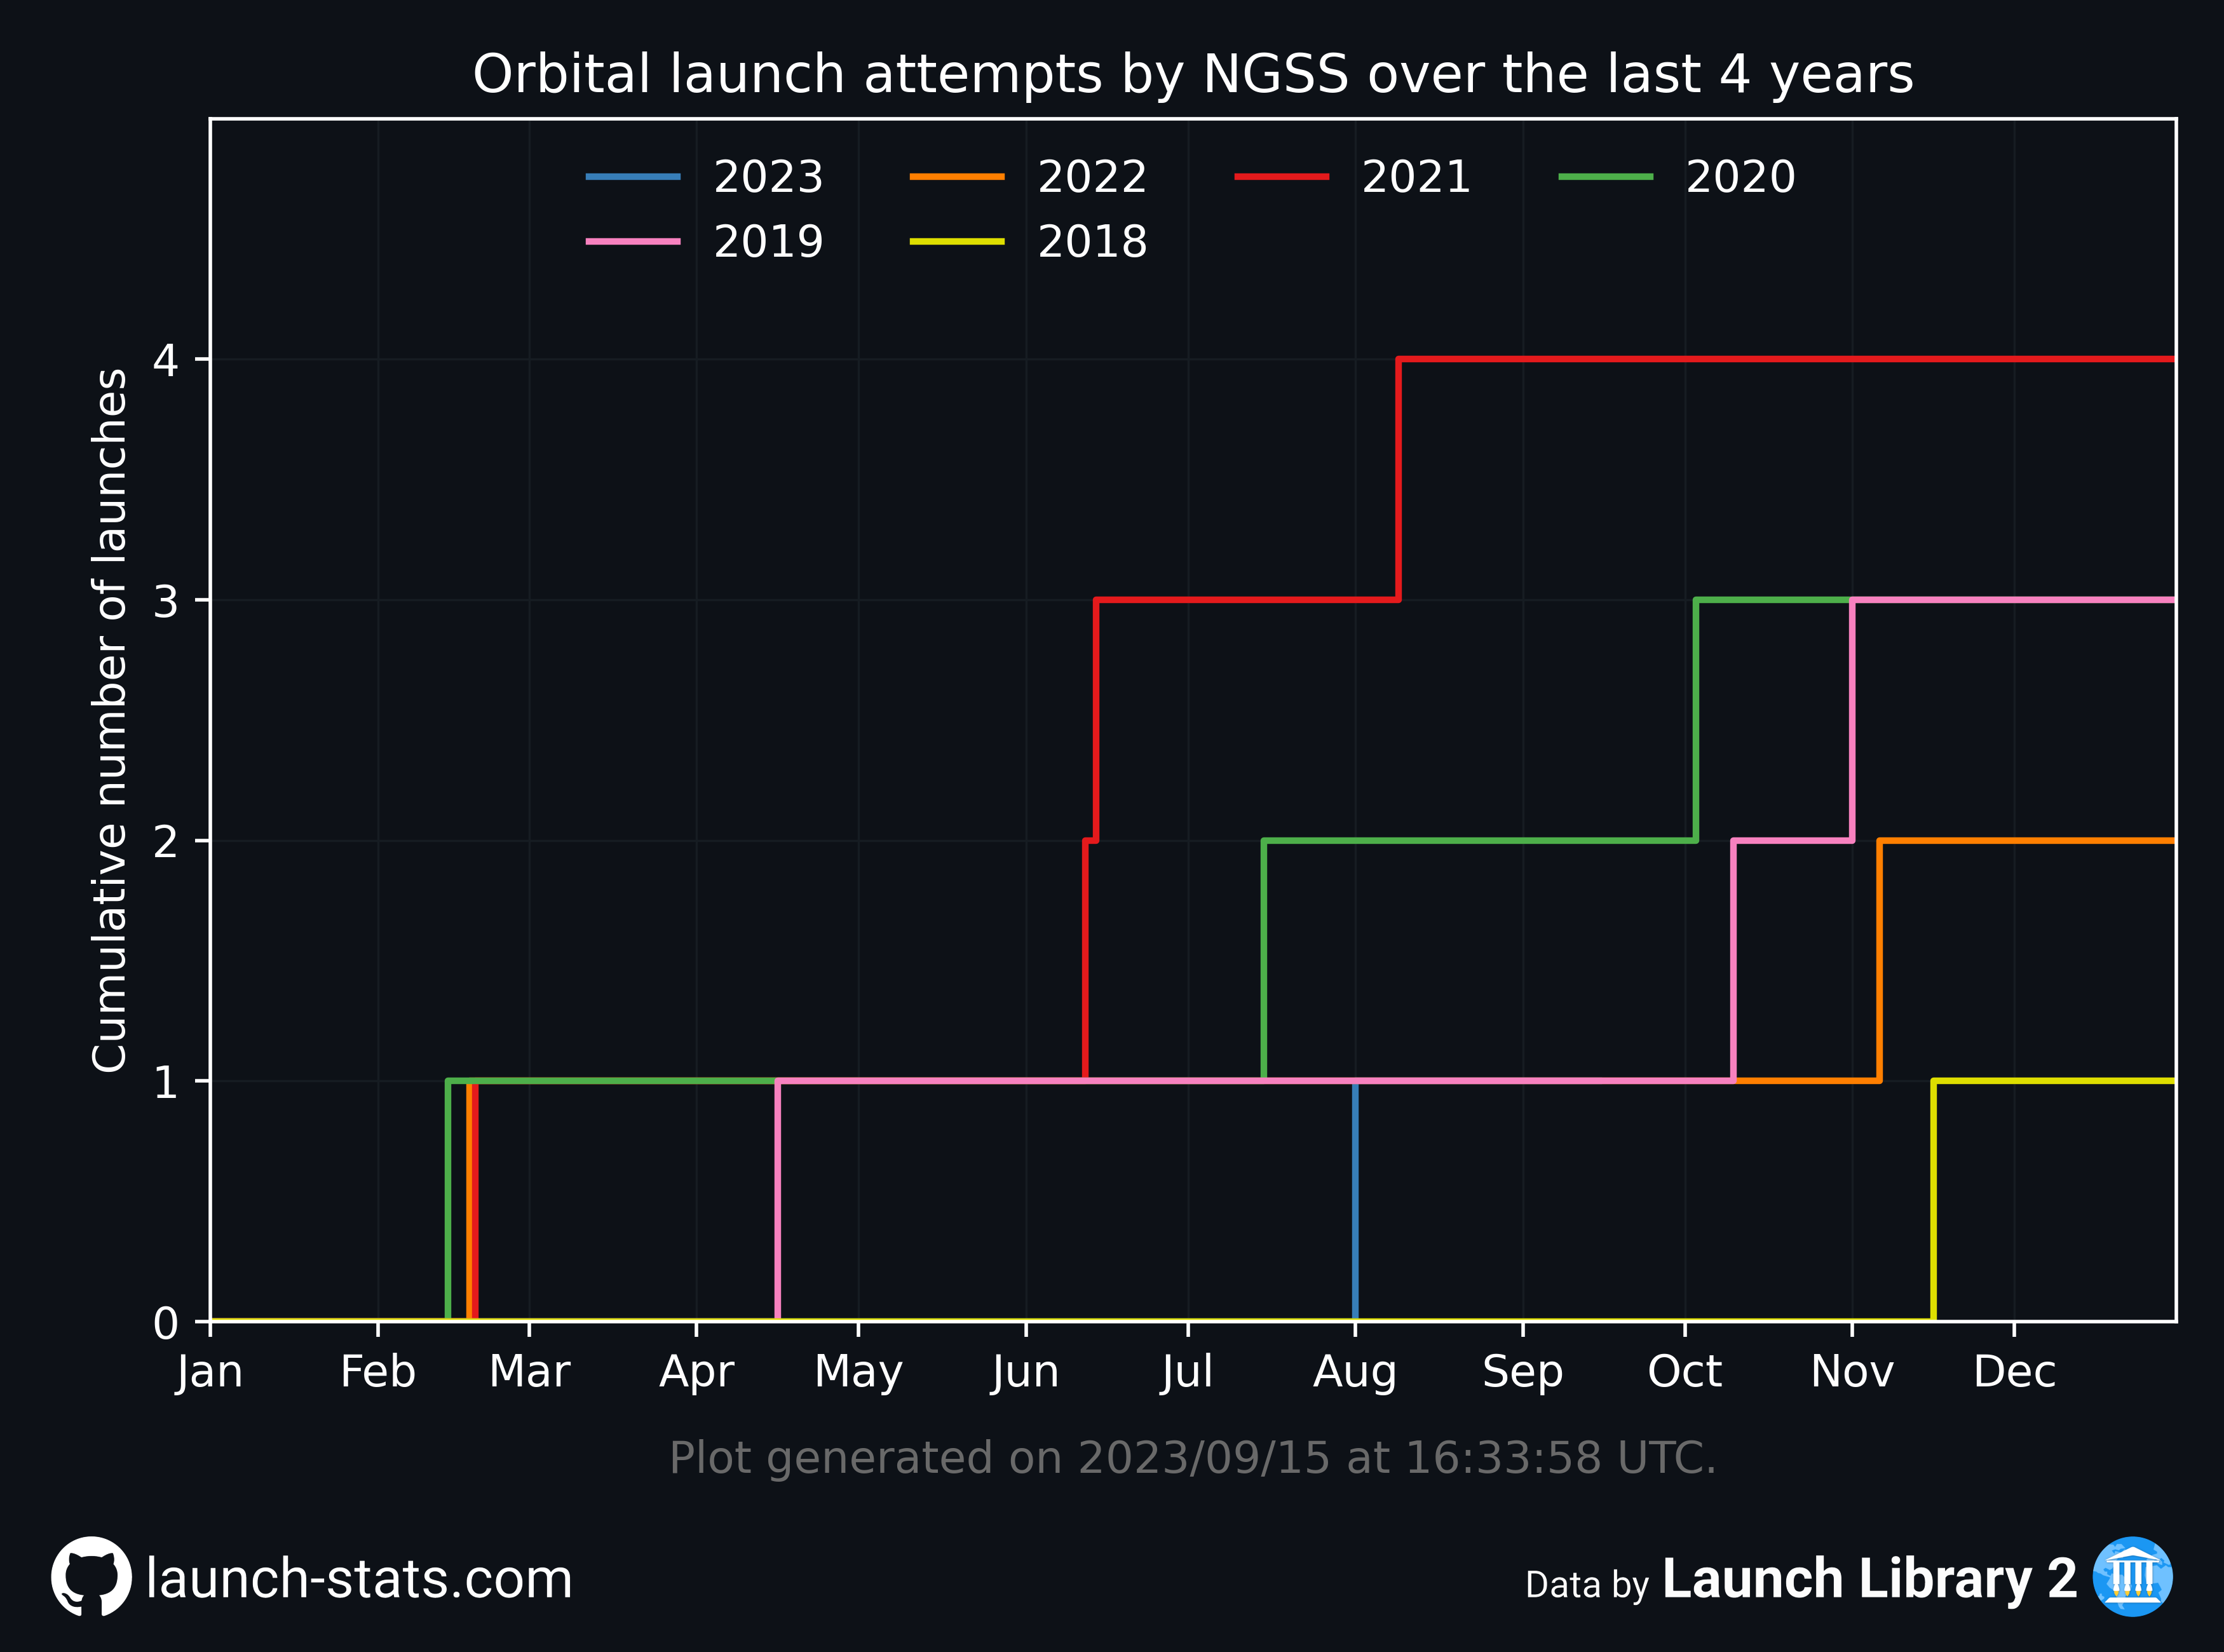 Orbital launch attempts by NGSS over the last 4 years
2023 2022 2021 2020
2019 2018
Cumulative number of launches
4
3
2
1
0
Jan Feb Mar Apr May Jun Jul Aug Sep Oct Nov Dec
Plot generated on 2023/09/15 at 16:33:58 UTC.
launch-stats.com
Data by Launch Library 2